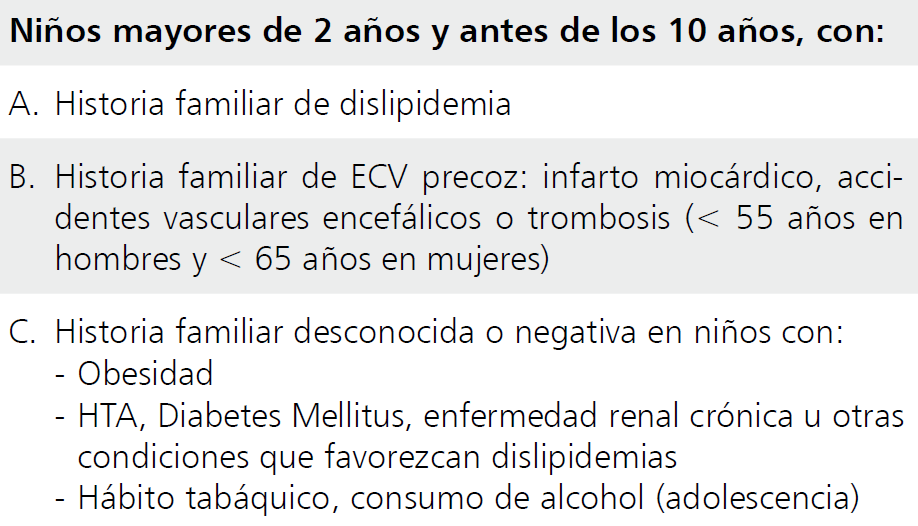 Niños mayores de 2 años y antes de los 10 años, con:
A. Historia familiar de dislipidemia
B. Historia familiar de ECV precoz: infarto miocárdico, acci-
dentes vasculares encefálicos o trombosis (< 55 años en
hombres y < 65 años en mujeres)
C. Historia familiar desconocida o negativa en niños con:
- Obesidad
- HTA, Diabetes Mellitus, enfermedad renal crónica u otras
condiciones que favorezcan dislipidemias
- Hábito tabáquico, consumo de alcohol (adolescencia)